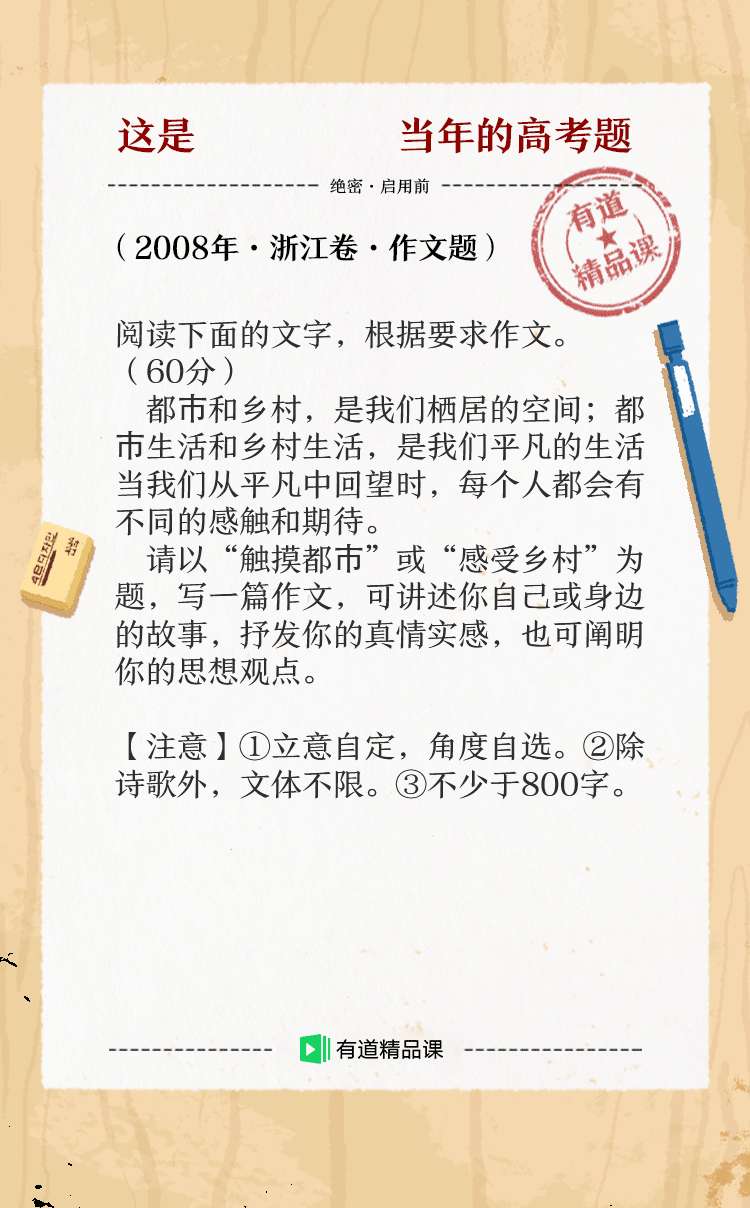 这是 当年的高考题
绝密·启用前
有道
精品课
（2008年·浙江卷·作文题）
阅读下面的文字，根据要求作文。
（60分）
都市和乡村，是我们栖居的空间；都
市生活和乡村生活，是我们平凡的生活
当我们从平凡中回望时，每个人都会有
不同的感触和期待。
请以“触摸都市”或“感受乡村”为
题，写一篇作文，可讲述你自己或身边
的故事，抒发你的真情实感，也可阐明
你的思想观点。
【注意】①立意自定，角度自选。②除
诗歌外，文体不限。③不少于800字。
有道精品课